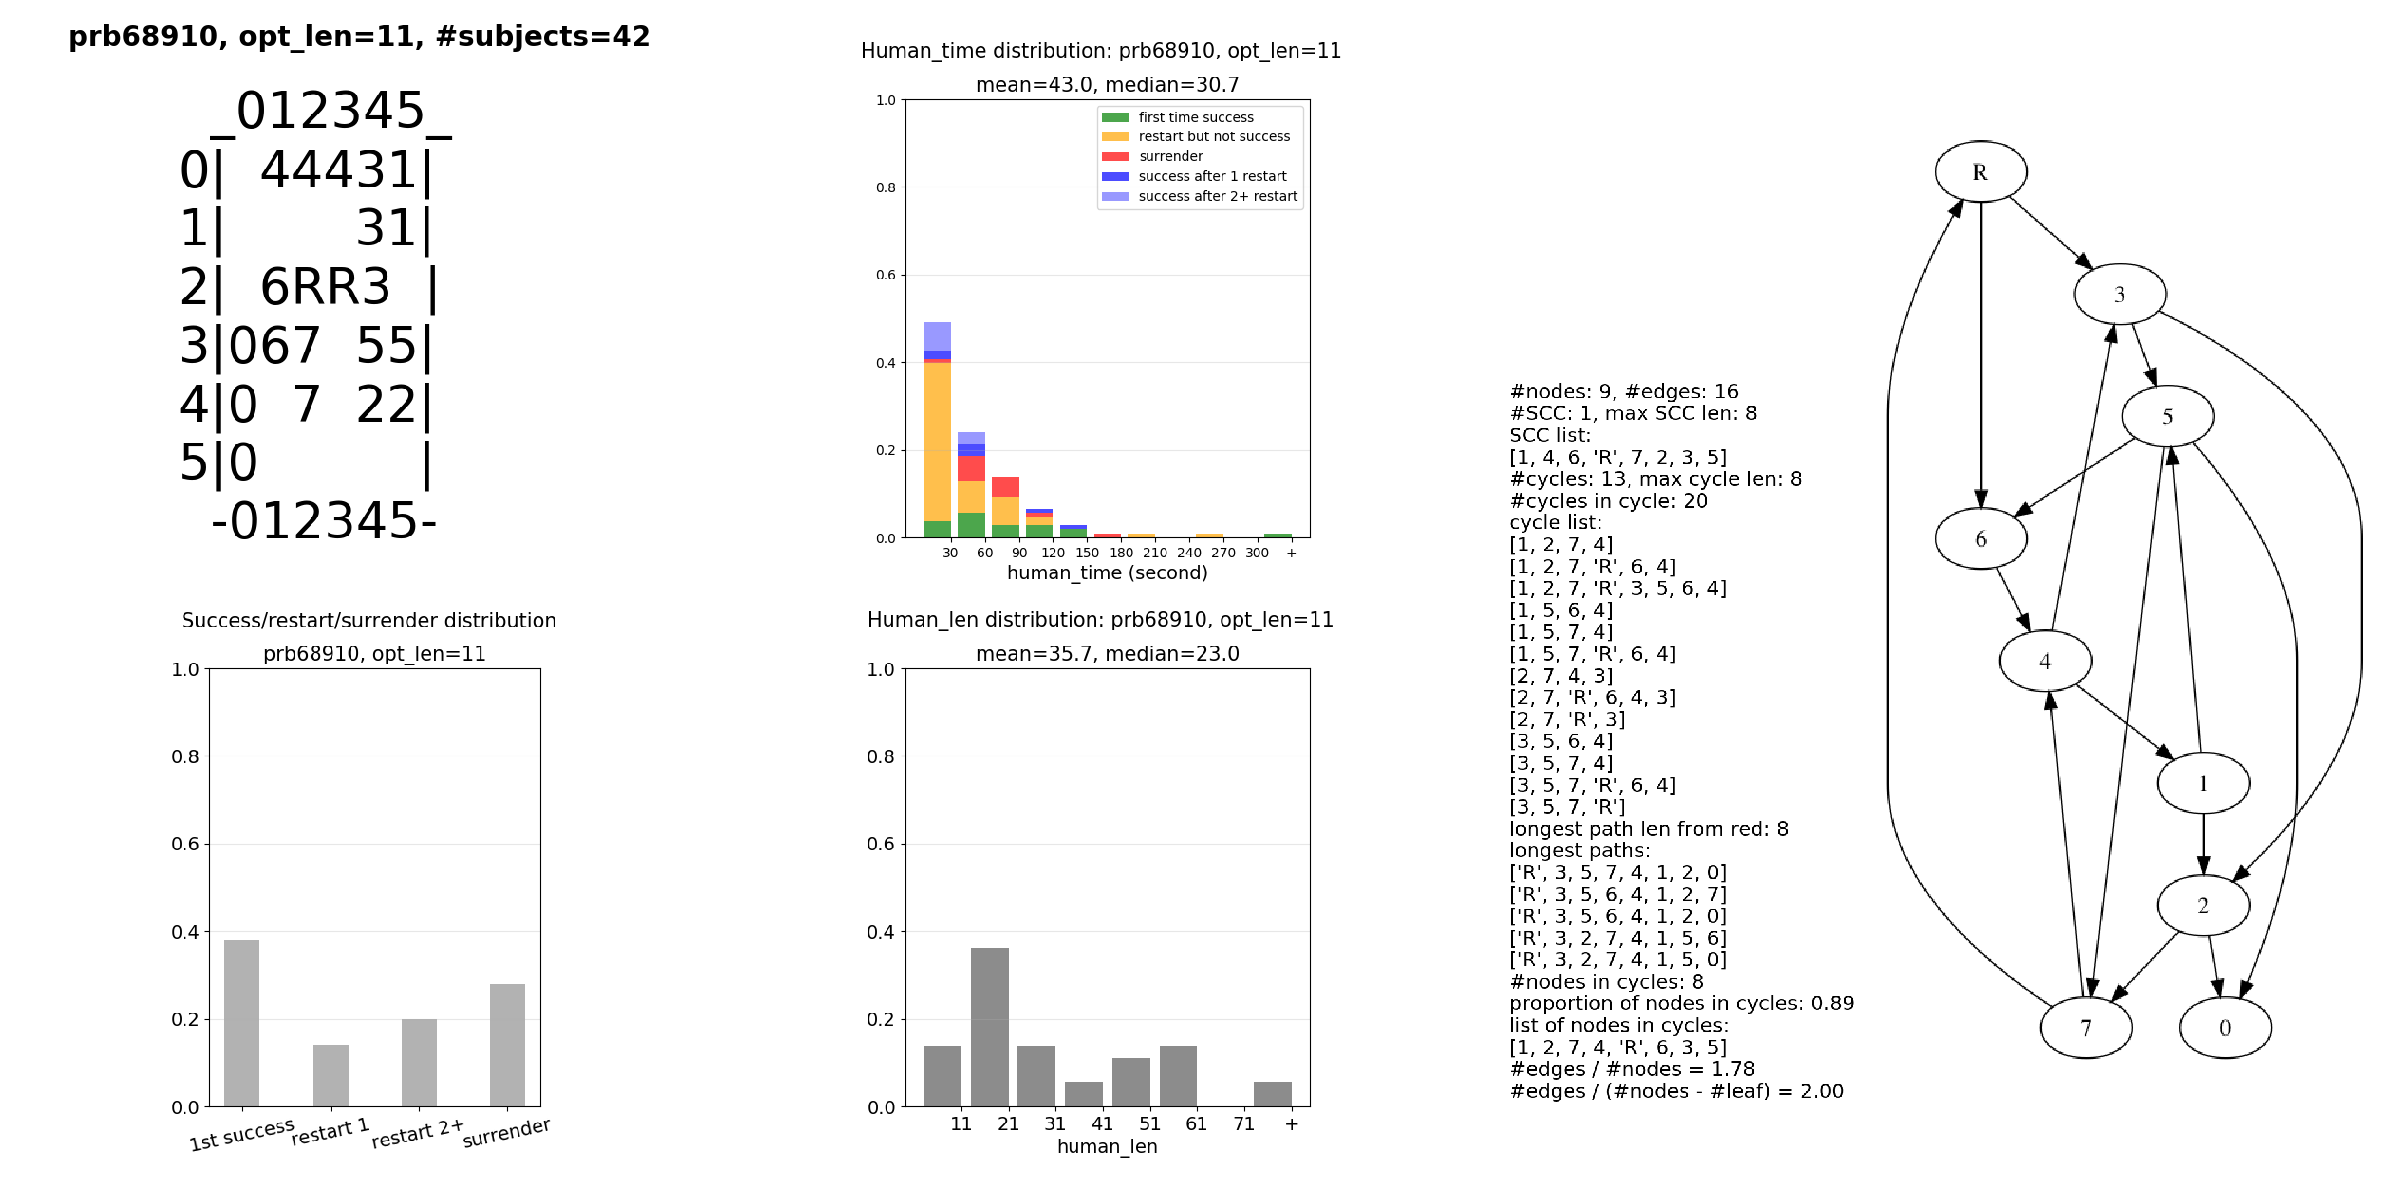 prb68910, opt_len=11, #subjects=42
_012345_
0| 44431|
1|    31|
2| 6RR3 |
3|067 55|
4|0 7 22|
5|0     |
-012345-
Human_time distribution: prb68910, opt_len=11
mean=43.0, median=30.7
1.0
0.8
0.6
0.4
0.2
0.0
first time success
restart but not success
surrender
success after 1 restart
success after 2+ restart
30 60 90 120 150 180 210 240 270 300 +
human_time (second)
Success/restart/surrender distribution
prb68910, opt_len=11
1.0
0.8
0.6
0.4
0.2
0.0
1st success restart 1 restart 2+ surrender
Human_len distribution: prb68910, opt_len=11
mean=35.7, median=23.0
1.0
0.8
0.6
0.4
0.2
0.0
11 21 31 41 51 61 71 +
human_len
#nodes: 9, #edges: 16
#SCC: 1, max SCC len: 8
SCC list:
[1, 4, 6, 'R', 7, 2, 3, 5]
#cycles: 13, max cycle len: 8
#cycles in cycle: 20
cycle list:
[1, 2, 7, 4]
[1, 2, 7, 'R', 6, 4]
[1, 2, 7, 'R', 3, 5, 6, 4]
[1, 5, 6, 4]
[1, 5, 7, 4]
[1, 5, 7, 'R', 6, 4]
[2, 7, 4, 3]
[2, 7, 'R', 6, 4, 3]
[2, 7, 'R', 3]
[3, 5, 6, 4]
[3, 5, 7, 4]
[3, 5, 7, 'R', 6, 4]
[3, 5, 7, 'R']
longest path len from red: 8
longest paths:
['R', 3, 5, 7, 4, 1, 2, 0]
['R', 3, 5, 6, 4, 1, 2, 7]
['R', 3, 5, 6, 4, 1, 2, 0]
['R', 3, 2, 7, 4, 1, 5, 6]
['R', 3, 2, 7, 4, 1, 5, 0]
#nodes in cycles: 8
proportion of nodes in cycles: 0.89
list of nodes in cycles:
[1, 2, 7, 4, 'R', 6, 3, 5]
#edges / #nodes = 1.78
#edges / (#nodes - #leaf) = 2.00
R
3
5
6
4
1
2
7
0